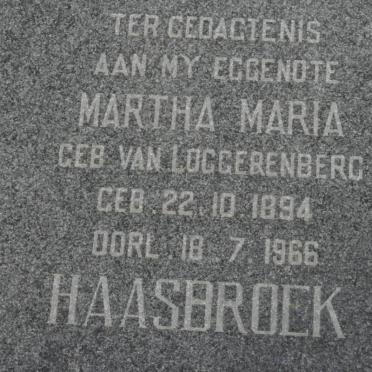 TER GEDAGTENIS
AAN MY EGGENOTE
MARTHA MARIA
GEB VAN LOGGERENBERG
GEB. 22.10.1894
OORL. 18.7.1966
HAASBROEK